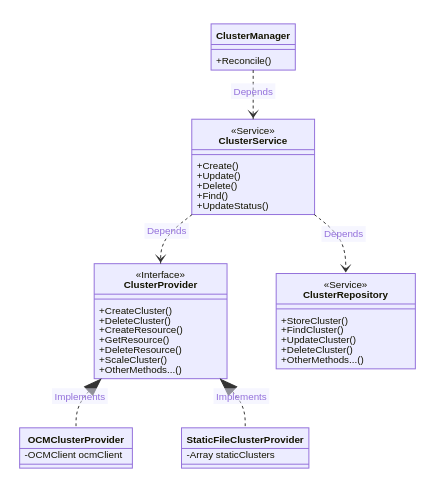 ClusterManager
+Reconcile()
Depends
«Service»
ClusterService
+Create()
+Update()
+Delete()
+Find()
+UpdateStatus()
Depends
Depends
«Interface»
ClusterProvider
+CreateCluster()
+DeleteCluster()
+CreateResource()
+GetResource()
+DeleteResource()
+ScaleCluster()
+OtherMethods...()
«Service»
ClusterRepository
+StoreCluster()
+FindCluster()
+UpdateCluster()
+DeleteCluster()
+OtherMethods...()
Implements
Implements
OCMClusterProvider
-OCMClient ocmClient
StaticFileClusterProvider
-Array staticClusters